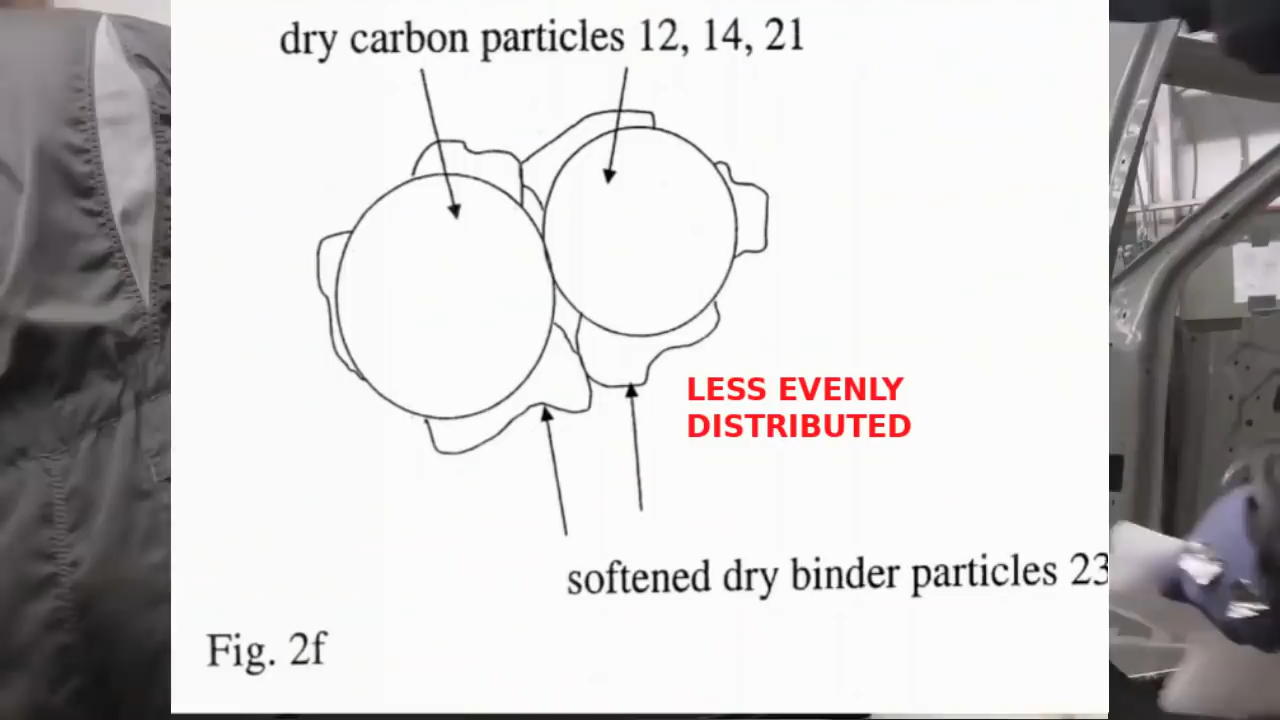 dry carbon particles 12, 14, 21
LESS EVENLY
DISTRIBUTED
softened dry binder particles 23
Fig. 2f